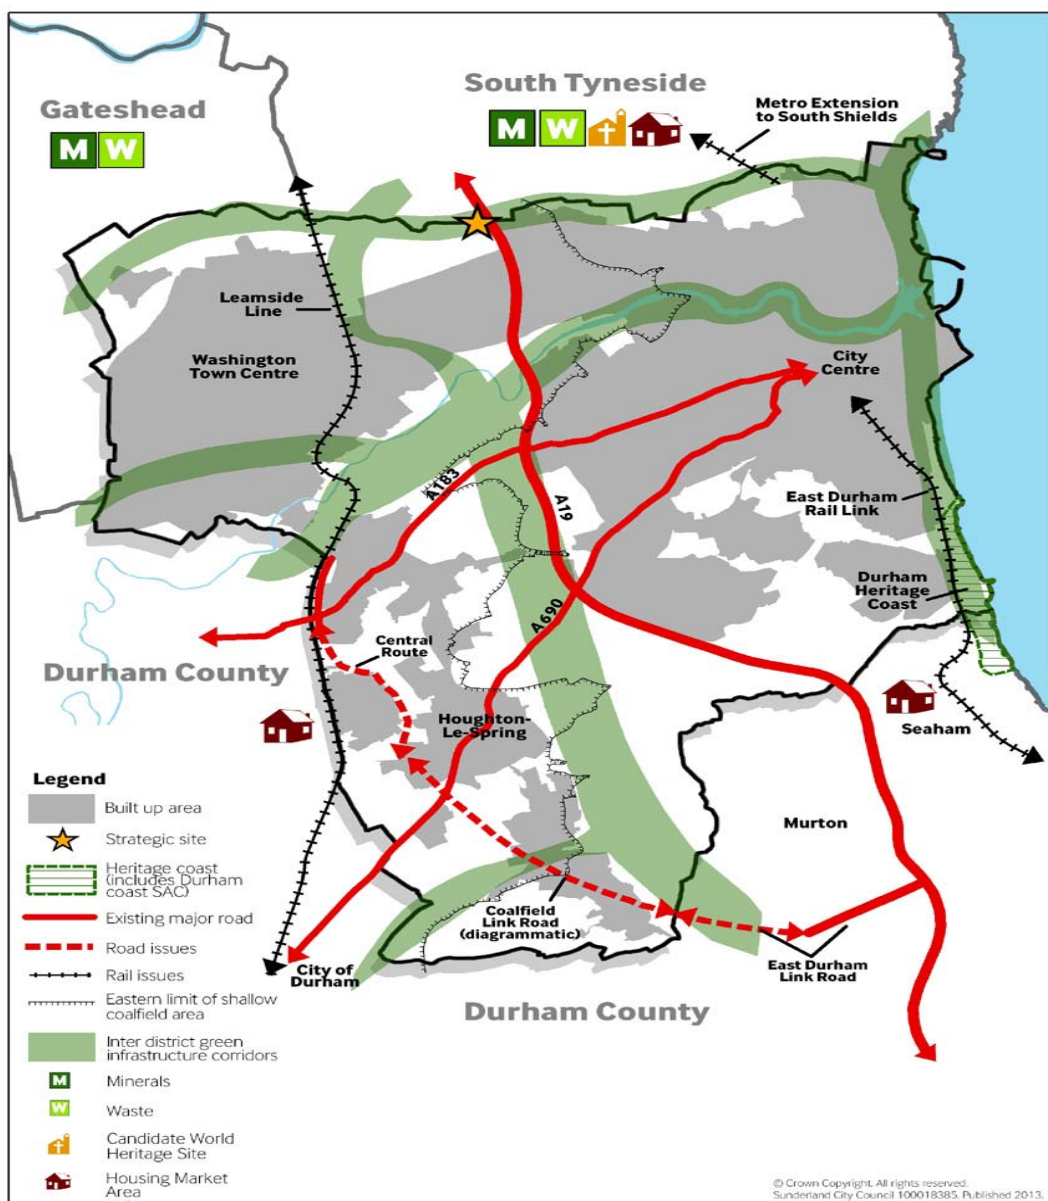 Gateshead
M W
South Tyneside
M W
Metro Extension
to South Shields
Leamside
Line
Washington
Town Centre
City
Centre
A183
A19
East Durham
Rail Link
Durham
Heritage
Coast
A690
Central
Route
Durham County
Houghton-
Le-Spring
Seaham
Murton
Coalfield
Link Road
(diagrammatic)
East Durham
Link Road
City of
Durham
Durham County
Legend
Built up area
Strategic site
Heritage coast
(includes Durham
coast SAC)
Existing major road
Road issues
Rail issues
Eastern limit of shallow
coalfield area
Inter district green
infrastructure corridors
M Minerals
W Waste
Candidate World
Heritage Site
Housing Market
Area
© Crown Copyright. All rights reserved.
Sunderland City Council 100018385. Published 2013.